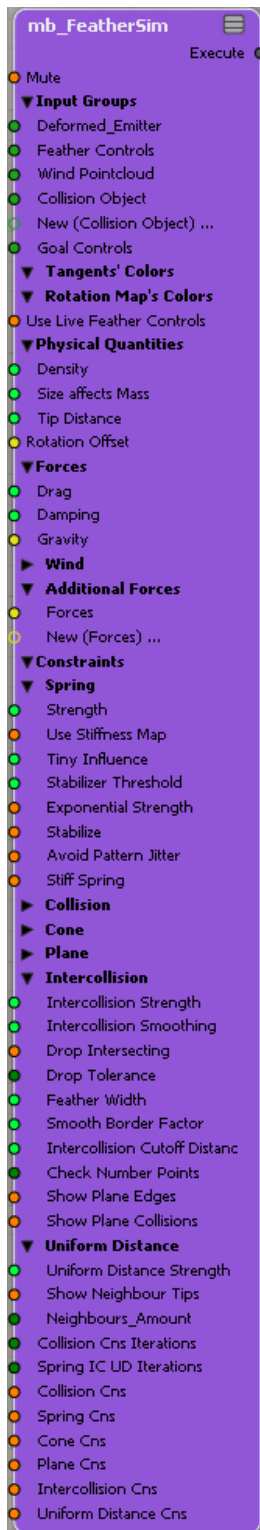 mb_FeatherSim
Execute
Mute
Input Groups
Deformed_Emitter
Feather Controls
Wind Pointcloud
Collision Object
New (Collision Object) ...
Goal Controls
Tangents' Colors
Rotation Map's Colors
Use Live Feather Controls
Physical Quantities
Density
Size affects Mass
Tip Distance
Rotation Offset
Forces
Drag
Damping
Gravity
Wind
Additional Forces
Forces
New (Forces) ...
Constraints
Spring
Strength
Use Stiffness Map
Tiny Influence
Stabilizer Threshold
Exponential Strength
Stabilize
Avoid Pattern Jitter
Stiff Spring
Collision
Cone
Plane
Intercollision
Intercollision Strength
Intercollision Smoothing
Drop Intersecting
Drop Tolerance
Feather Width
Smooth Border Factor
Intercollision Cutoff Distanc
Check Number Points
Show Plane Edges
Show Plane Collisions
Uniform Distance
Uniform Distance Strength
Show Neighbour Tips
Neighbours_Amount
Collision Cns Iterations
Spring IC UD Iterations
Collision Cns
Spring Cns
Cone Cns
Plane Cns
Intercollision Cns
Uniform Distance Cns